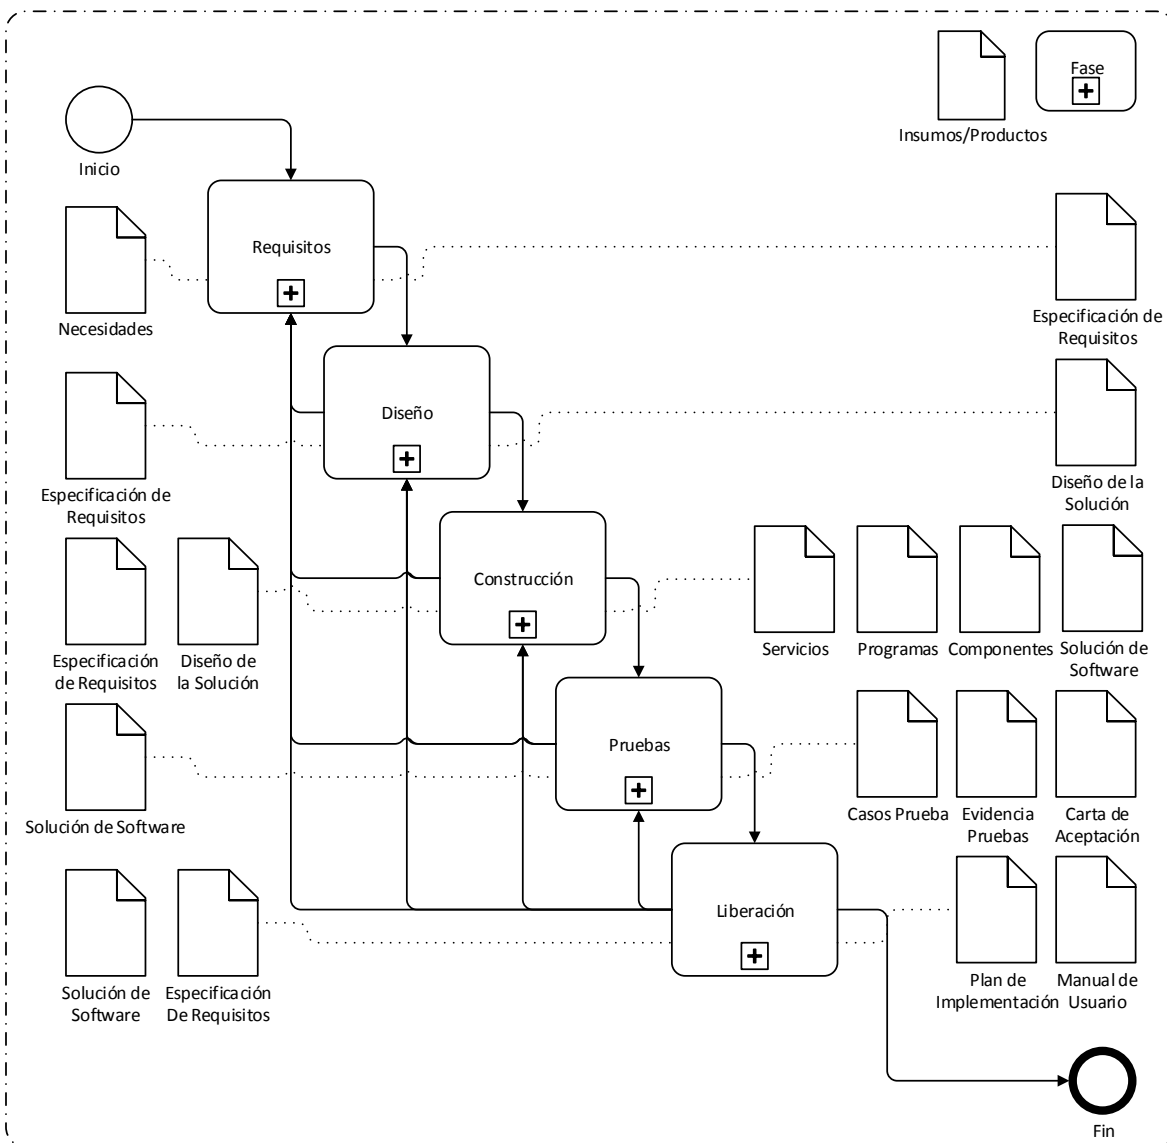 Fase
Insumos/Productos
Inicio
Requisitos
Necesidades
Especificación de
Requisitos
Diseño
Especificación de
Requisitos
Diseño de la
Solución
Construcción
Especificación
de Requisitos
Diseño de
la Solución
Servicios
Programas
Componentes
Solución de
Software
Pruebas
Solución de Software
Casos Prueba
Evidencia
Pruebas
Carta de
Aceptación
Liberación
Solución de
Software
Especificación
De Requisitos
Plan de
Implementación
Manual de
Usuario
Fin